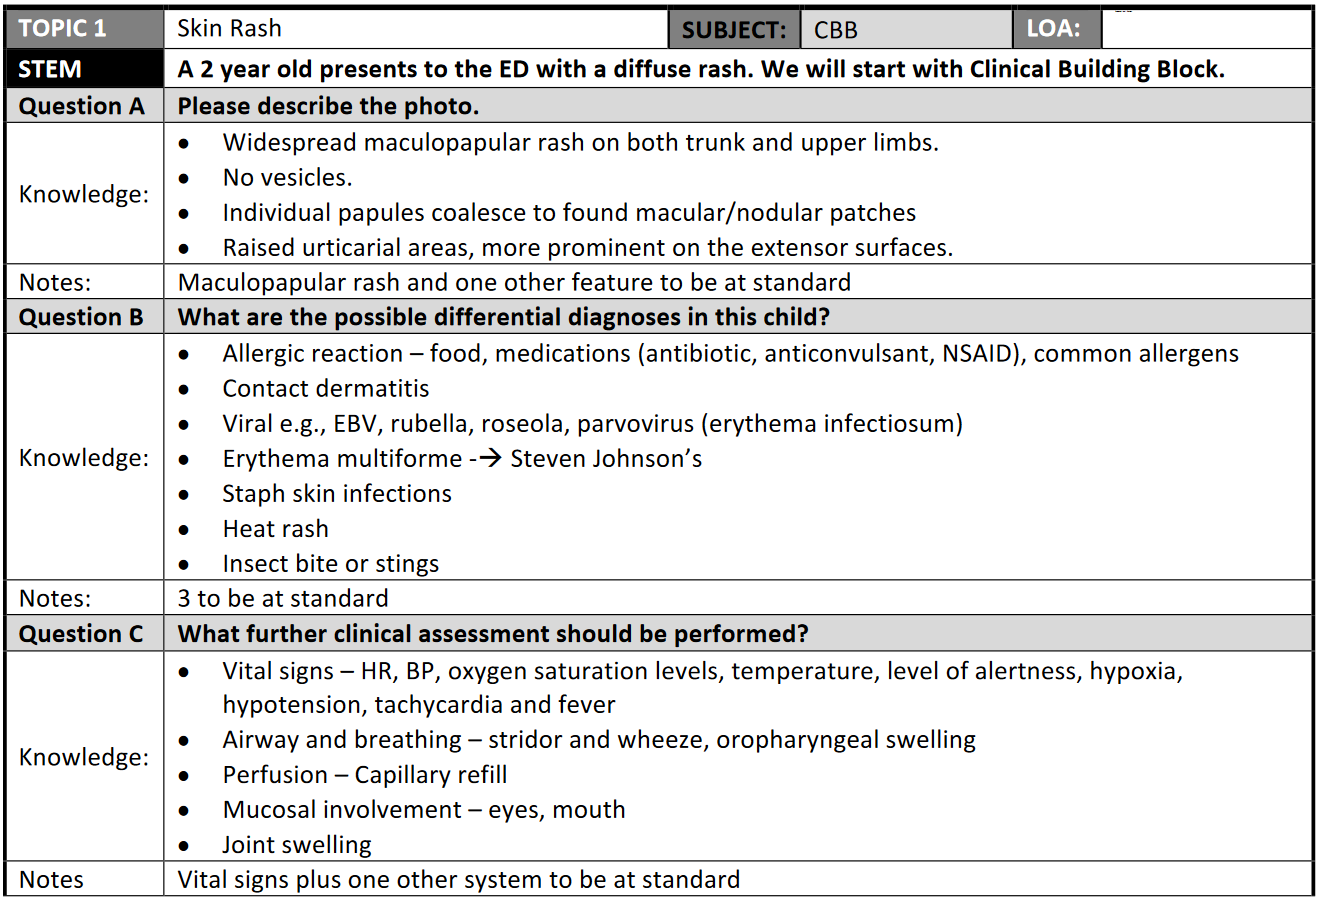 TOPIC 1 Skin Rash SUBJECT: CBB LOA:
STEM A 2 year old presents to the ED with a diffuse rash. We will start with Clinical Building Block.
Question A Please describe the photo.
Knowledge:
• Widespread maculopapular rash on both trunk and upper limbs.
• No vesicles.
• Individual papules coalesce to found macular/nodular patches
• Raised urticarial areas, more prominent on the extensor surfaces.
Notes: Maculopapular rash and one other feature to be at standard
Question B What are the possible differential diagnoses in this child?
Knowledge:
• Allergic reaction – food, medications (antibiotic, anticonvulsant, NSAID), common allergens
• Contact dermatitis
• Viral e.g., EBV, rubella, roseola, parvovirus (erythema infectiosum)
• Erythema multiforme -→ Steven Johnson’s
• Staph skin infections
• Heat rash
• Insect bite or stings
Notes: 3 to be at standard
Question C What further clinical assessment should be performed?
Knowledge:
• Vital signs – HR, BP, oxygen saturation levels, temperature, level of alertness, hypoxia,
hypotension, tachycardia and fever
• Airway and breathing – stridor and wheeze, oropharyngeal swelling
• Perfusion – Capillary refill
• Mucosal involvement – eyes, mouth
• Joint swelling
Notes Vital signs plus one other system to be at standard